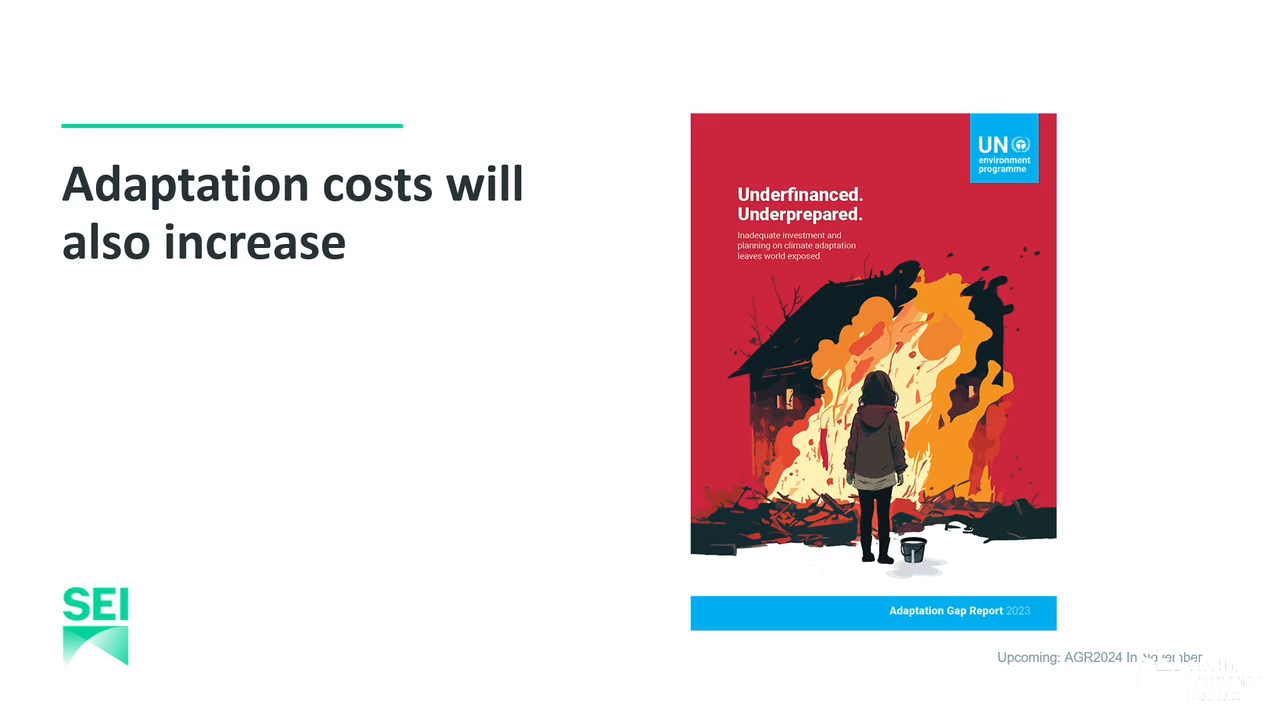 Adaptation costs will
also increase
UN
environment
programme
Underfinanced.
Underprepared.
Inadequate investment and
planning on climate adaptation
leaves world exposed
Adaptation Gap Report 2023
SEI
Upcoming: AGR2024 In November